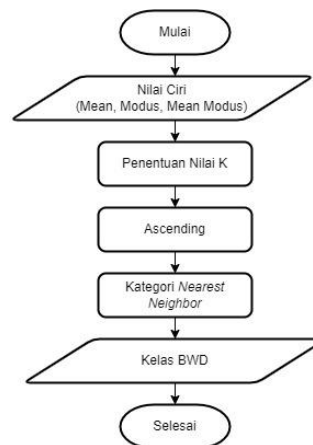 Mulai
Nilai Ciri
(Mean, Modus, Mean Modus)
Penentuan Nilai K
Ascending
Kategori Nearest
Neighbor
Kelas BWD
Selesai